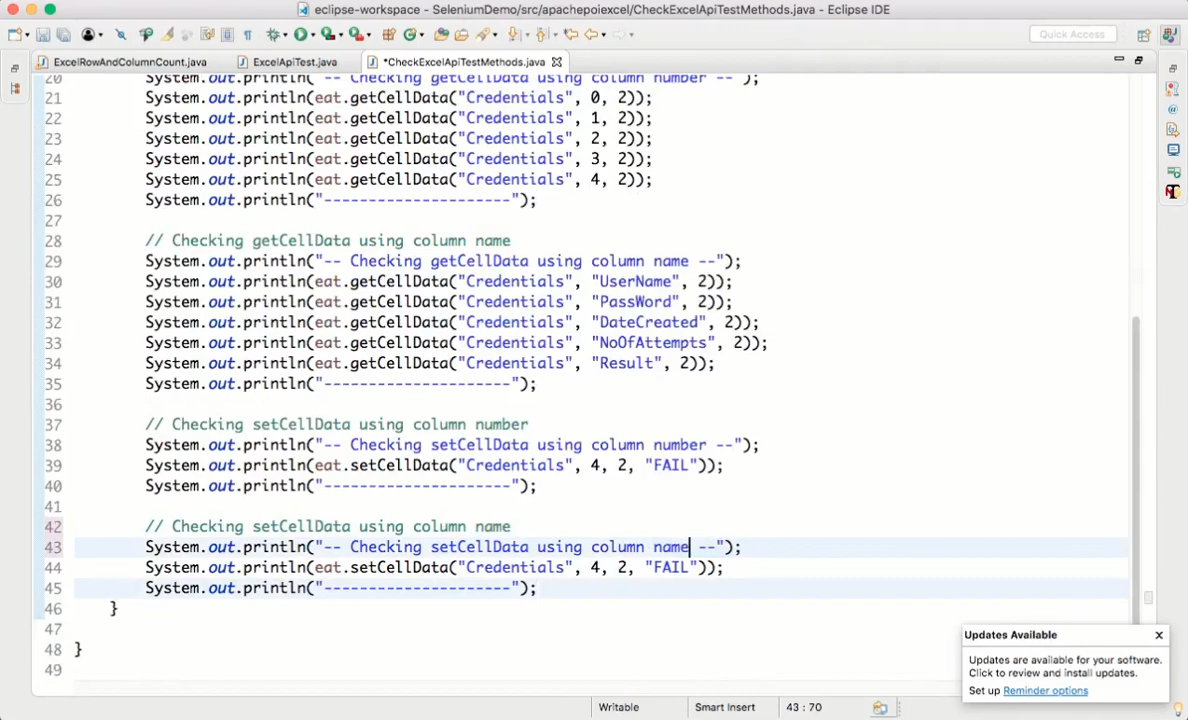 eclipse-workspace - SeleniumDemo/src/apachepoiexcel/CheckExcelApiTestMethods.java - Eclipse IDE
Quick Access
ExcelRowAndColumnCount.java
ExcelApiTest.java
*CheckExcelApiTestMethods.java
20 System.out.println("-- Checking getCellData using column number --");
21 System.out.println(eat.getCellData("Credentials", 0, 2));
22 System.out.println(eat.getCellData("Credentials", 1, 2));
23 System.out.println(eat.getCellData("Credentials", 2, 2));
24 System.out.println(eat.getCellData("Credentials", 3, 2));
25 System.out.println(eat.getCellData("Credentials", 4, 2));
26 System.out.println("---------------------");
27
28 // Checking getCellData using column name
29 System.out.println("-- Checking getCellData using column name --");
30 System.out.println(eat.getCellData("Credentials", "UserName", 2));
31 System.out.println(eat.getCellData("Credentials", "PassWord", 2));
32 System.out.println(eat.getCellData("Credentials", "DateCreated", 2));
33 System.out.println(eat.getCellData("Credentials", "NoOfAttempts", 2));
34 System.out.println(eat.getCellData("Credentials", "Result", 2));
35 System.out.println("---------------------");
36
37 // Checking setCellData using column number
38 System.out.println("-- Checking setCellData using column number --");
39 System.out.println(eat.setCellData("Credentials", 4, 2, "FAIL"));
40 System.out.println("---------------------");
41
42 // Checking setCellData using column name
43 System.out.println("-- Checking setCellData using column name --");
44 System.out.println(eat.setCellData("Credentials", 4, 2, "FAIL"));
45 System.out.println("---------------------");
46 }
47
48 }
49
Updates Available
Updates are available for your software.
Click to review and install updates.
Set up Reminder options
Writable
Smart Insert
43 : 70